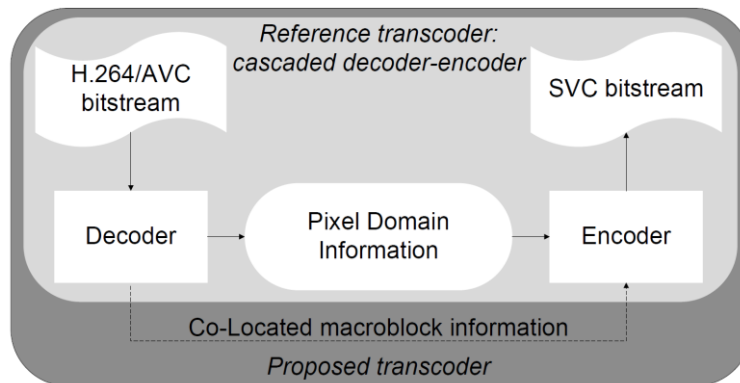 Reference transcoder:
cascaded decoder-encoder
H.264/AVC
bitstream
SVC bitstream
Decoder
Pixel Domain
Information
Encoder
Co-Located macroblock information
Proposed transcoder